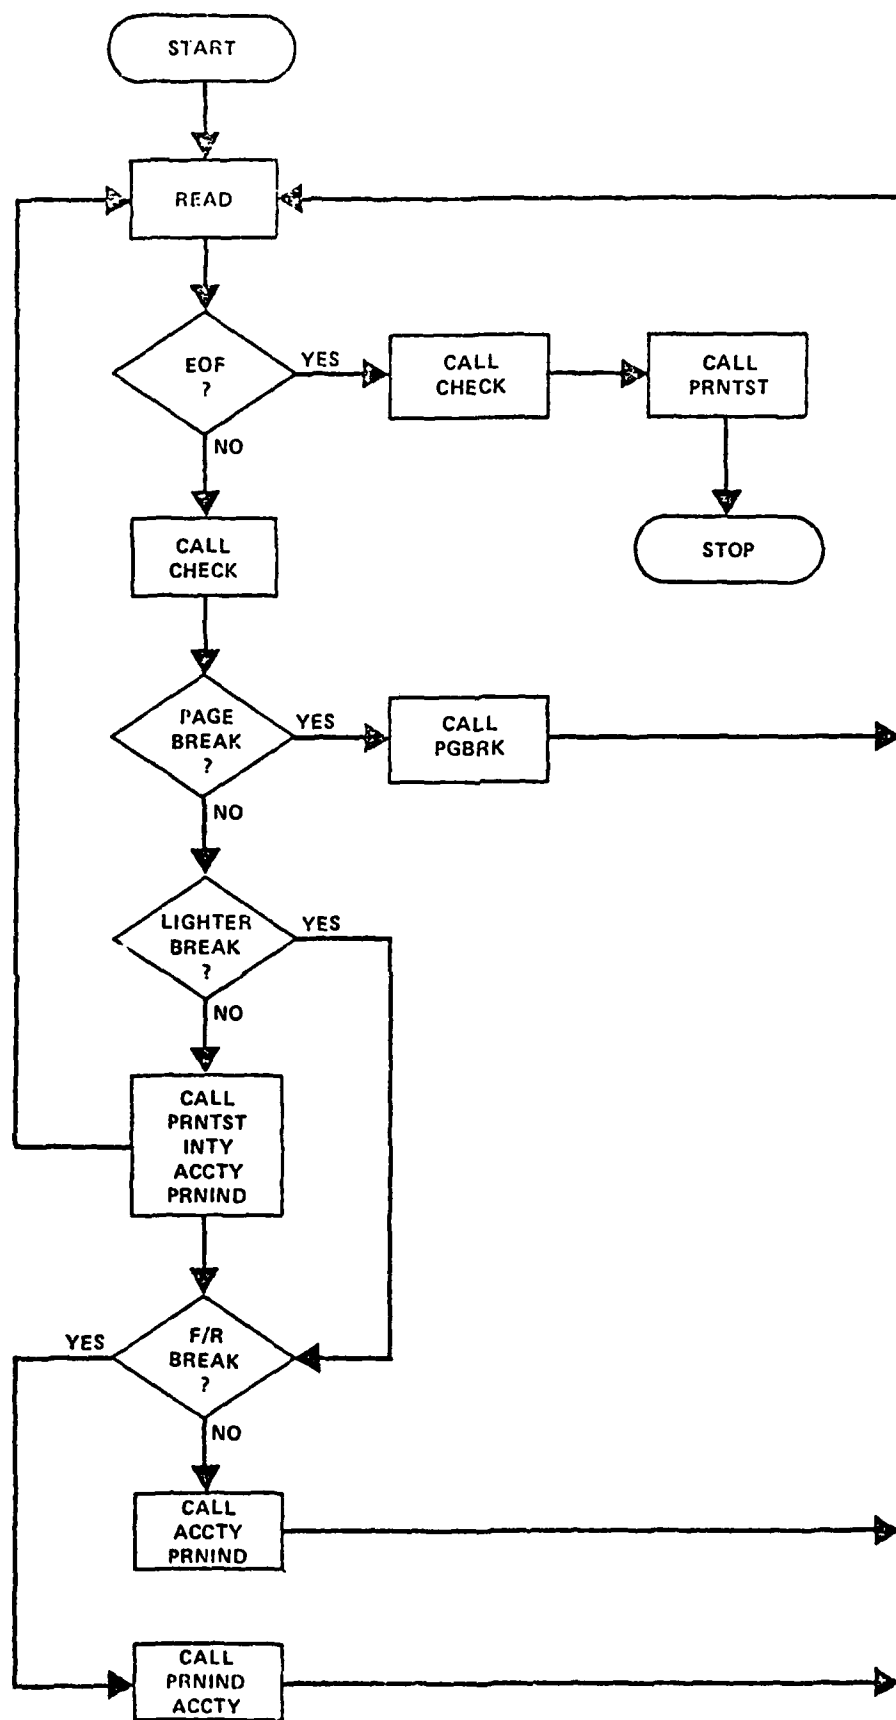 START
READ
EOF
?
YES
NO
CALL
CHECK
CALL
PRNTST
STOP
CALL
CHECK
PAGE
BREAK
?
YES
NO
CALL
PGBRK
LIGHTER
BREAK
?
YES
NO
CALL
PRNTST
INTY
ACCTY
PRNIND
F/R
BREAK
?
YES
NO
CALL
ACCTY
PRNIND
CALL
PRNIND
ACCTY